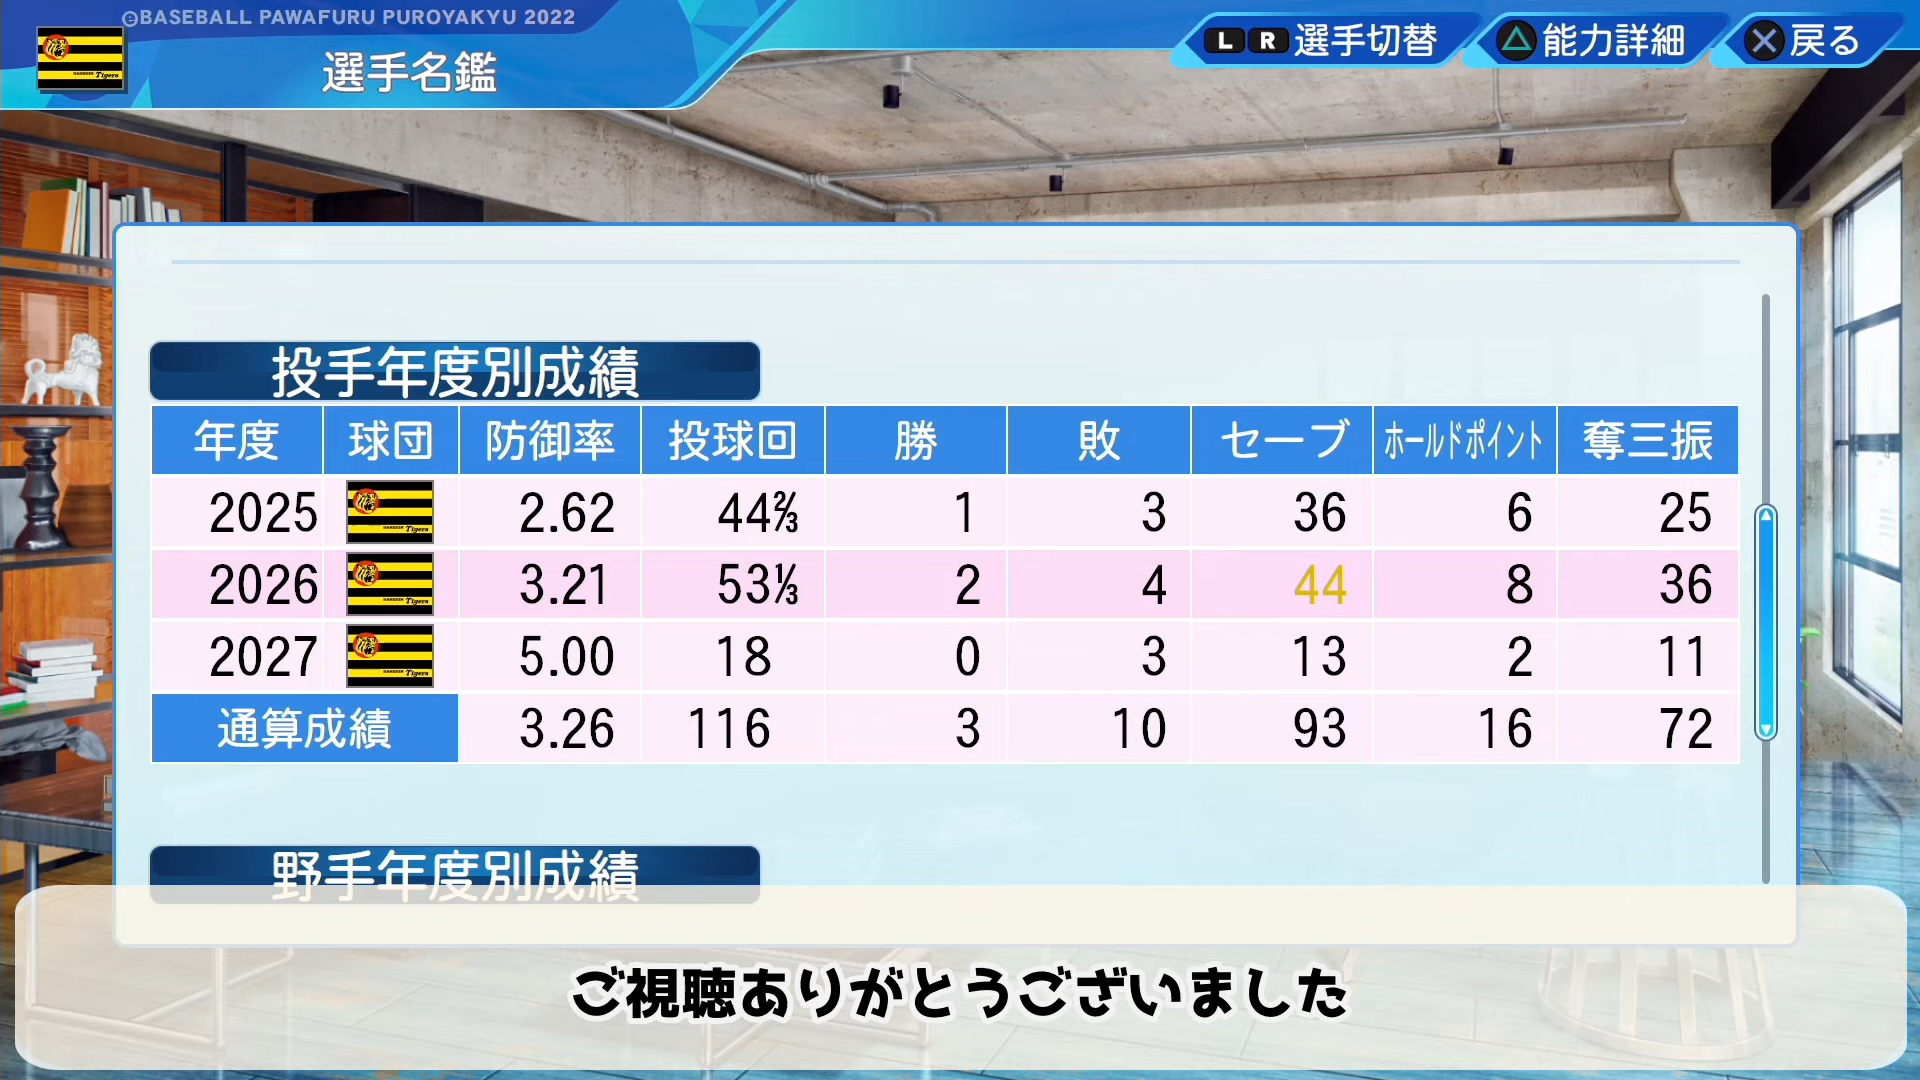 eBASEBALL PAWAFURU PUROYAKYU 2022
選手名鑑
L R 選手切替 能力詳細 戻る
投手年度別成績
年度 球団 防御率 投球回 勝 敗 セーブ ホールドポイント 奪三振
2025 2.62 44⅔ 1 3 36 6 25
2026 3.21 53⅓ 2 4 44 8 36
2027 5.00 18 0 3 13 2 11
通算成績 3.26 116 3 10 93 16 72
野手年度別成績
ご視聴ありがとうございました